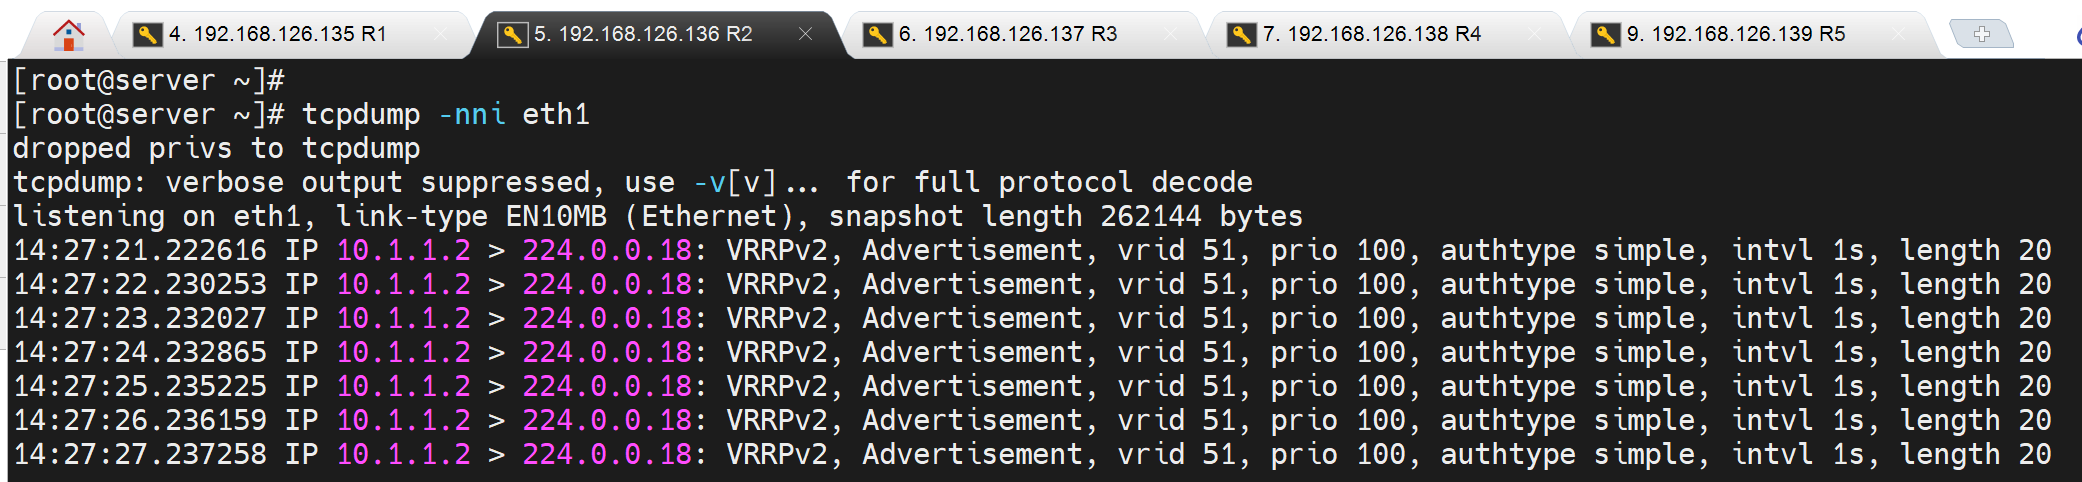 4. 192.168.126.135 R1
5. 192.168.126.136 R2
6. 192.168.126.137 R3
7. 192.168.126.138 R4
9. 192.168.126.139 R5
[root@server ~]#
[root@server ~]# tcpdump -nni eth1
dropped privs to tcpdump
tcpdump: verbose output suppressed, use -v[v]... for full protocol decode
listening on eth1, link-type EN10MB (Ethernet), snapshot length 262144 bytes
14:27:21.222616 IP 10.1.1.2 > 224.0.0.18: VRRPv2, Advertisement, vrid 51, prio 100, authtype simple, intvl 1s, length 20
14:27:22.230253 IP 10.1.1.2 > 224.0.0.18: VRRPv2, Advertisement, vrid 51, prio 100, authtype simple, intvl 1s, length 20
14:27:23.232027 IP 10.1.1.2 > 224.0.0.18: VRRPv2, Advertisement, vrid 51, prio 100, authtype simple, intvl 1s, length 20
14:27:24.232865 IP 10.1.1.2 > 224.0.0.18: VRRPv2, Advertisement, vrid 51, prio 100, authtype simple, intvl 1s, length 20
14:27:25.235225 IP 10.1.1.2 > 224.0.0.18: VRRPv2, Advertisement, vrid 51, prio 100, authtype simple, intvl 1s, length 20
14:27:26.236159 IP 10.1.1.2 > 224.0.0.18: VRRPv2, Advertisement, vrid 51, prio 100, authtype simple, intvl 1s, length 20
14:27:27.237258 IP 10.1.1.2 > 224.0.0.18: VRRPv2, Advertisement, vrid 51, prio 100, authtype simple, intvl 1s, length 20